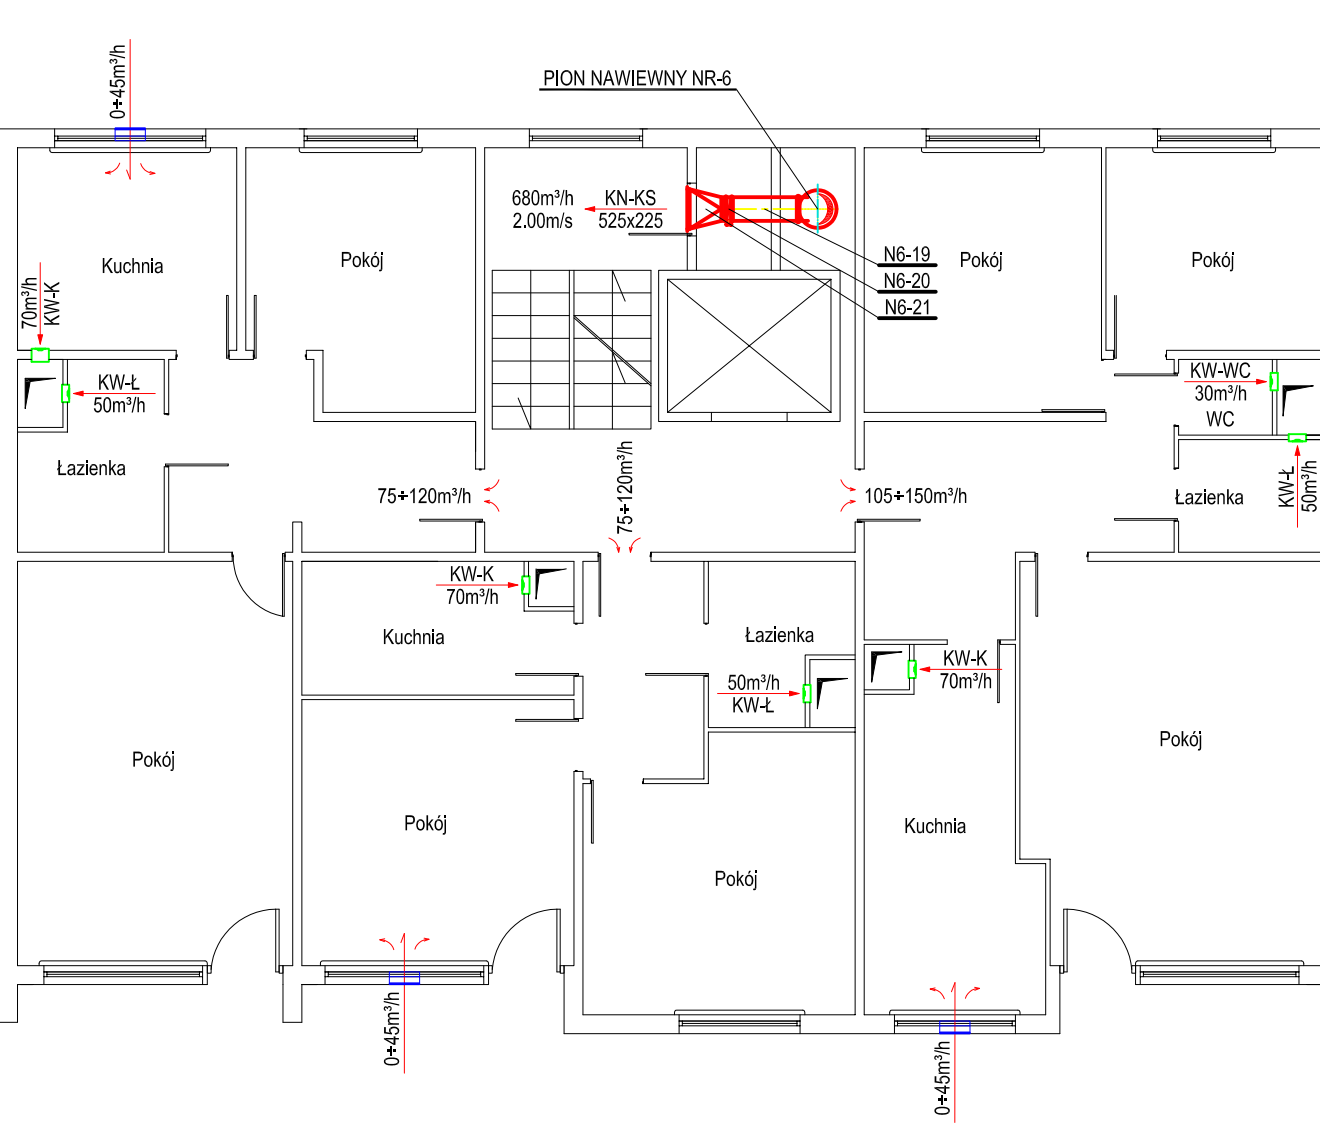 0÷45m³/h
PION NAWIEWNY NR-6
680m³/h
2.00m/s
KN-KS
525x225
N6-19
N6-20
N6-21
Kuchnia
Pokój
Pokój
Pokój
70m³/h
KW-K
KW-Ł
50m³/h
KW-WC
30m³/h
WC
Łazienka
75÷120m³/h
75÷120m³/h
105÷150m³/h
Łazienka
KW-Ł
50m³/h
KW-K
70m³/h
Kuchnia
Łazienka
50m³/h
KW-Ł
KW-K
70m³/h
Pokój
Pokój
Pokój
Kuchnia
Pokój
0÷45m³/h
0÷45m³/h